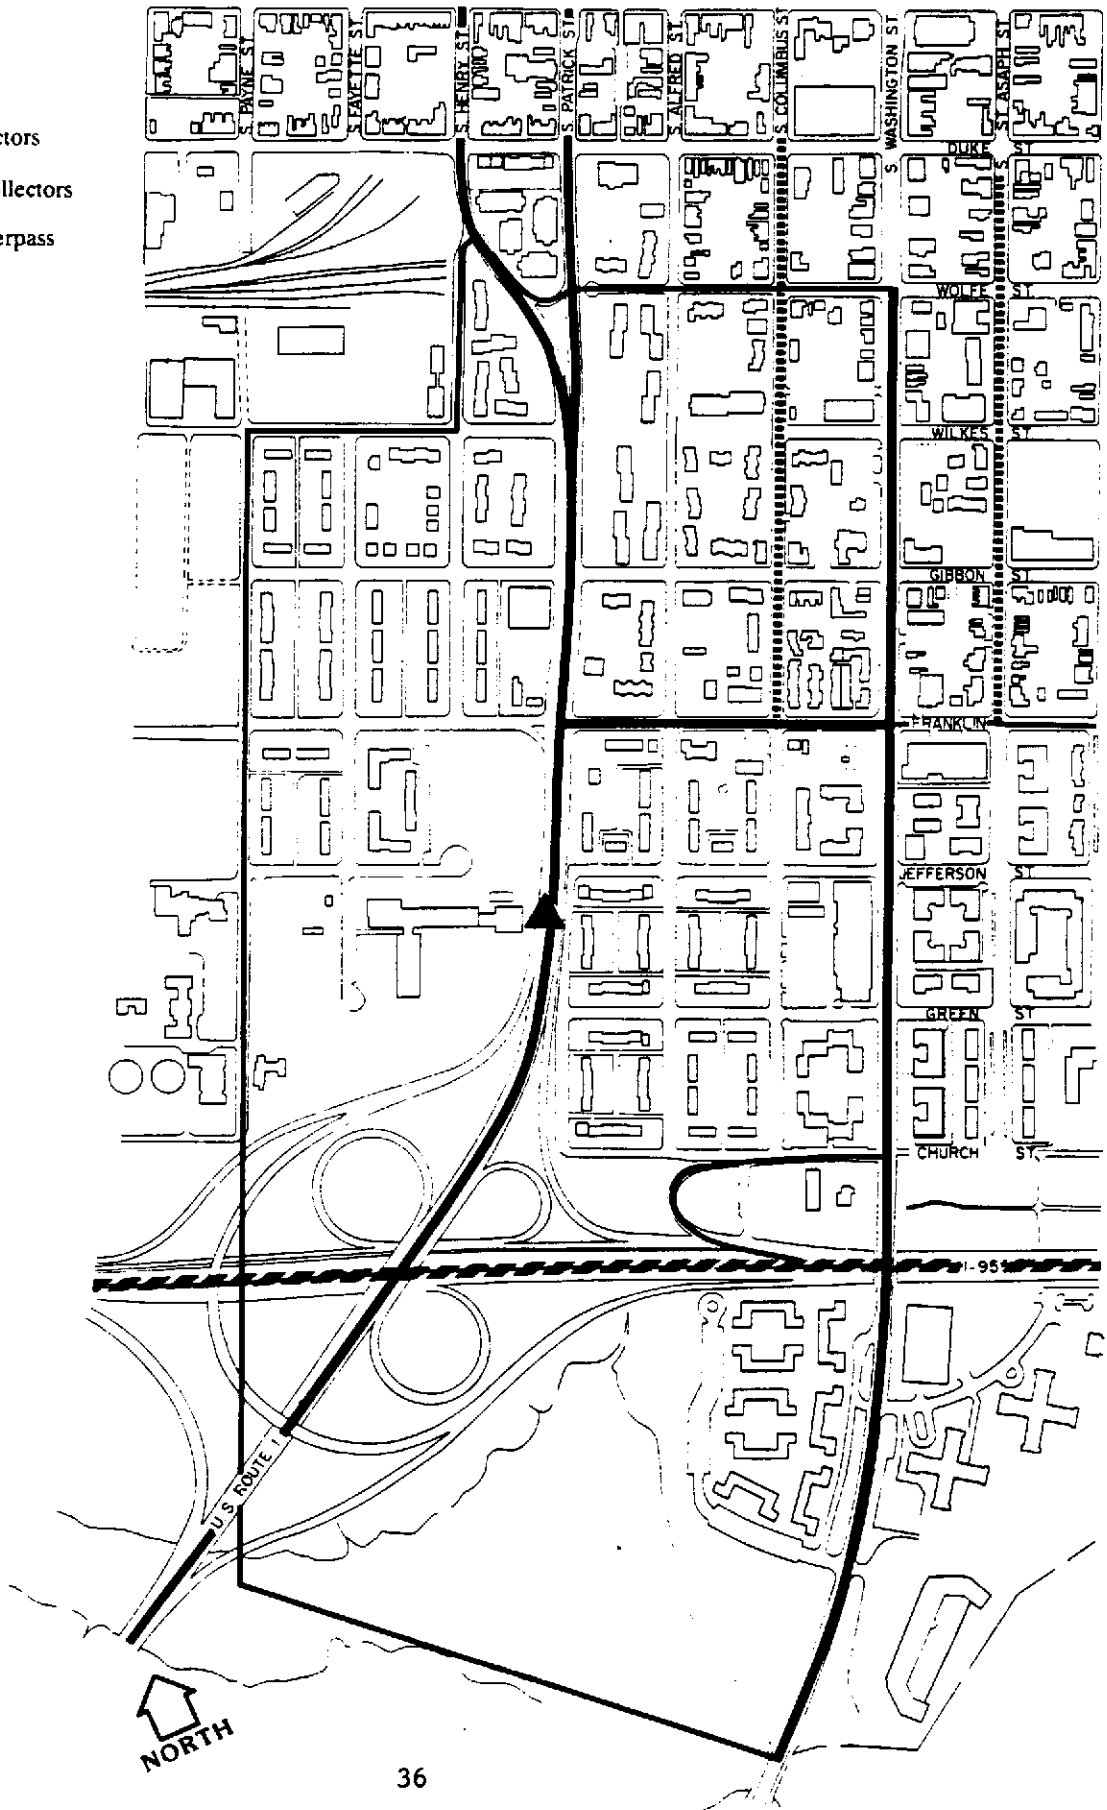 ctors
llectors
erpass
S. PAYNE ST.
S. FAYETTE ST.
S. HENRY ST.
S. PATRICK ST.
S. ALFRED ST.
S. COLUMBUS ST.
S. WASHINGTON ST.
S. ST. ASAPH ST.
DUKE ST
WOLFE ST.
WILKES ST.
GIBBON ST.
FRANKLIN
JEFFERSON ST
GREEN ST
CHURCH ST.
I-95
U S ROUTE 1
NORTH
36